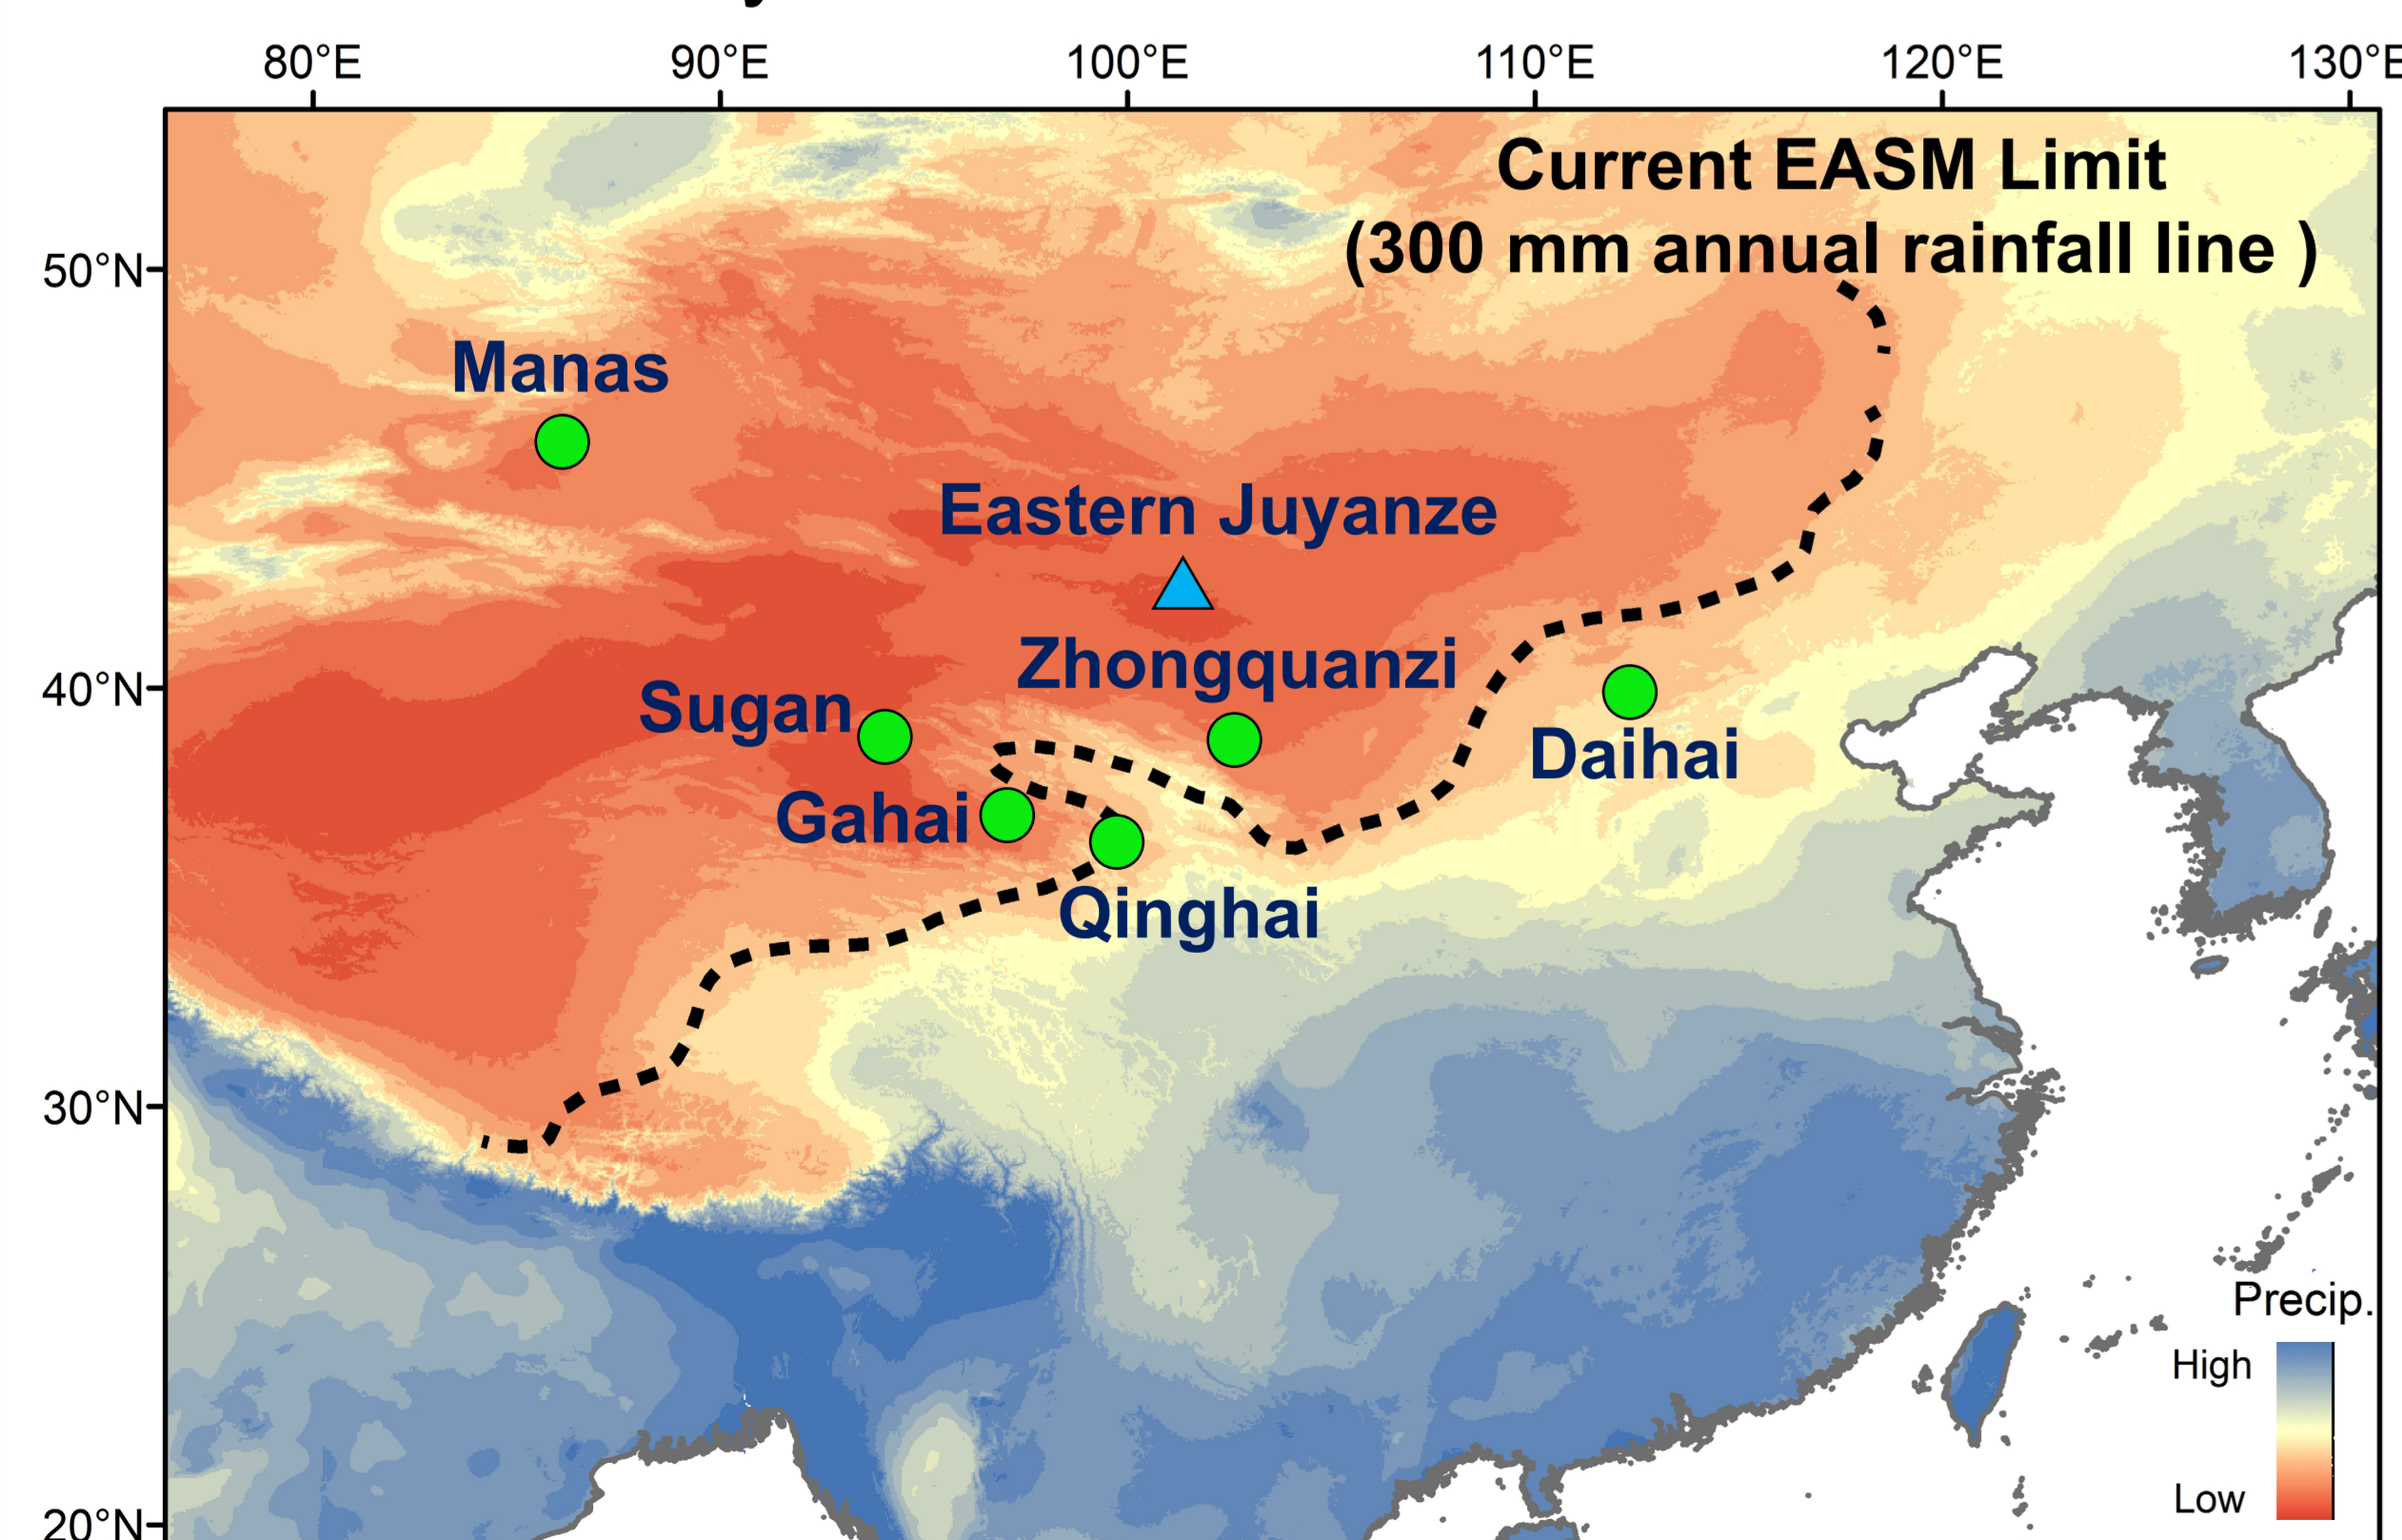 80°E 90°E 100°E 110°E 120°E 130°E
Current EASM Limit
(300 mm annual rainfall line )
50°N
Manas
Eastern Juyanze
Zhongquanzi
40°N
Sugan
Daihai
Gahai
Qinghai
30°N
Precip.
High
Low
20°N